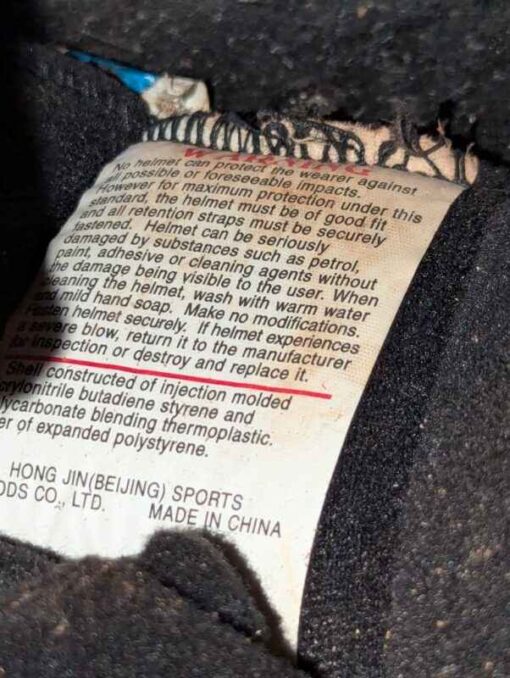 WARNING
No helmet can protect the wearer against
all possible or foreseeable impacts.
However for maximum protection under this
standard, the helmet must be of good fit
and all retention straps must be securely
fastened. Helmet can be seriously
damaged by substances such as petrol,
paint, adhesive or cleaning agents without
the damage being visible to the user. When
cleaning the helmet, wash with warm water
and mild hand soap. Make no modifications.
Fasten helmet securely. If helmet experiences
a severe blow, return it to the manufacturer
for inspection or destroy and replace it.
Shell constructed of injection molded
acrylonitrile butadiene styrene and
lycarbonate blending thermoplastic.
er of expanded polystyrene.
HONG JIN(BEIJING) SPORTS
ODS CO., LTD. MADE IN CHINA